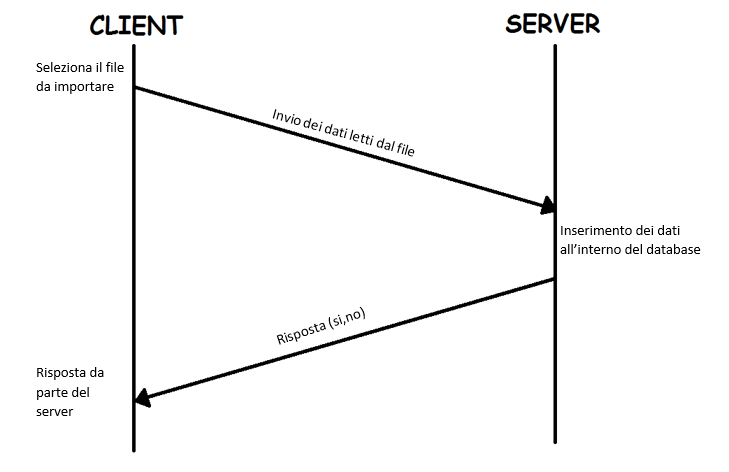 CLIENT
SERVER
Seleziona il file
da importare
Invio dei dati letti dal file
Inserimento dei dati
all'interno del database
Risposta (si,no)
Risposta da
parte del
server